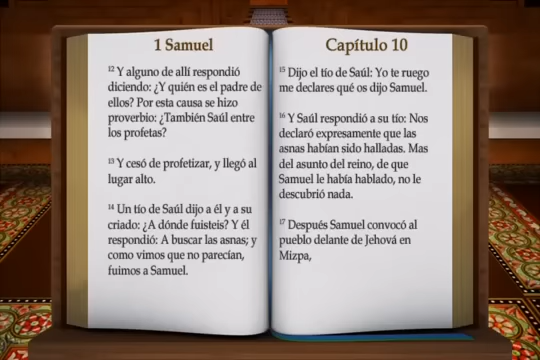 1 Samuel
12 Y alguno de allí respondió
diciendo: ¿Y quién es el padre de
ellos? Por esta causa se hizo
proverbio: ¿También Saúl entre
los profetas?
13 Y cesó de profetizar, y llegó al
lugar alto.
14 Un tío de Saúl dijo a él y a su
criado: ¿A dónde fuisteis? Y él
respondió: A buscar las asnas; y
como vimos que no parecían,
fuimos a Samuel.
Capítulo 10
15 Dijo el tío de Saúl: Yo te ruego
me declares qué os dijo Samuel.
16 Y Saúl respondió a su tío: Nos
declaró expresamente que las
asnas habían sido halladas. Mas
del asunto del reino, de que
Samuel le había hablado, no le
descubrió nada.
17 Después Samuel convocó al
pueblo delante de Jehová en
Mizpa,